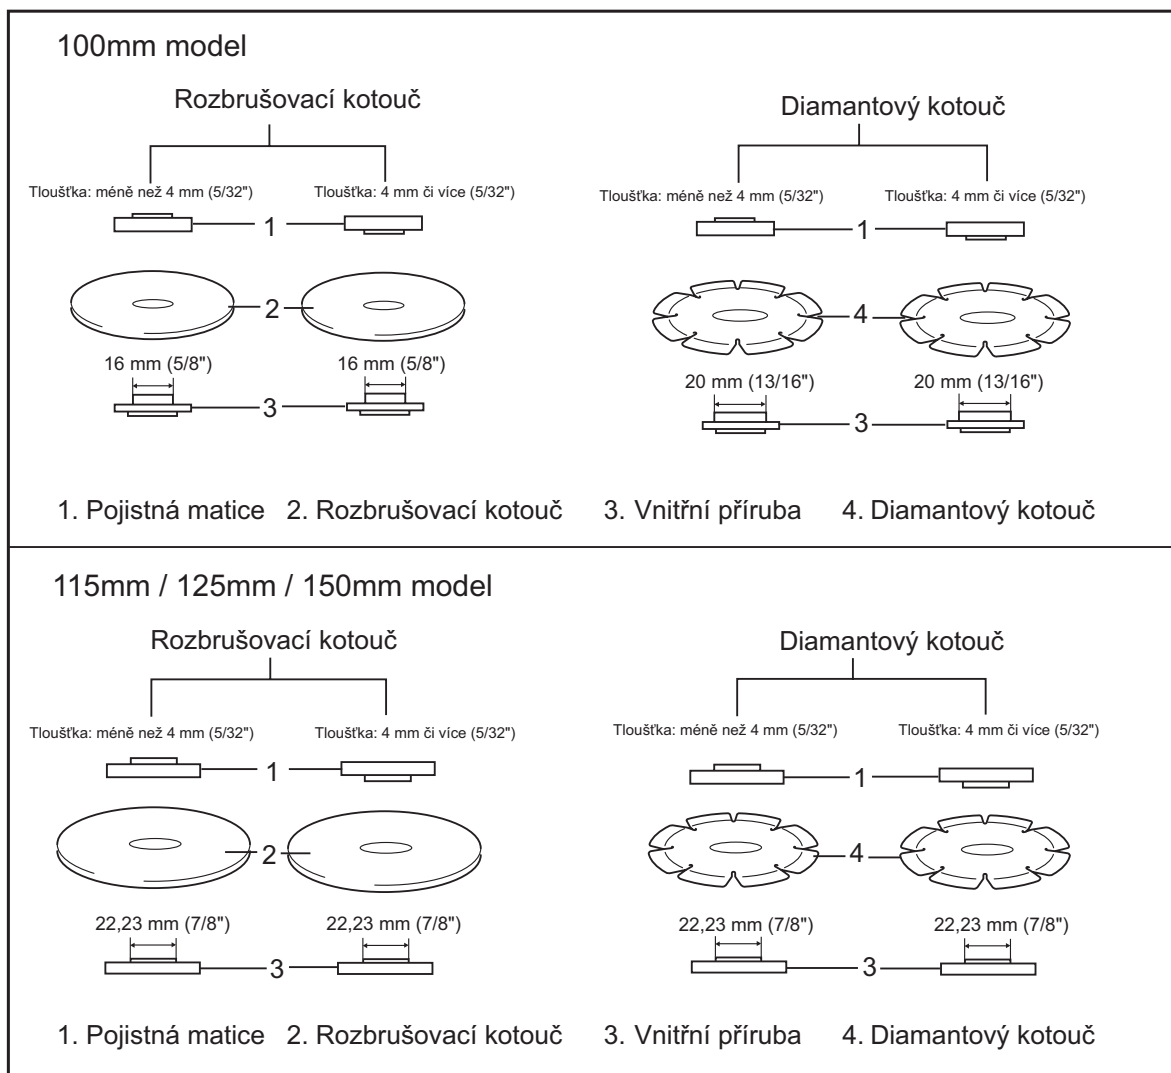 100mm model
Rozbrušovací kotouč
Diamantový kotouč
Tloušťka: méně než 4 mm (5/32") Tloušťka: 4 mm či více (5/32")
Tloušťka: méně než 4 mm (5/32") Tloušťka: 4 mm či více (5/32")
1
1
2
4
16 mm (5/8") 16 mm (5/8")
20 mm (13/16") 20 mm (13/16")
3
3
1. Pojistná matice 2. Rozbrušovací kotouč 3. Vnitřní příruba 4. Diamantový kotouč
115mm / 125mm / 150mm model
Rozbrušovací kotouč
Diamantový kotouč
Tloušťka: méně než 4 mm (5/32") Tloušťka: 4 mm či více (5/32")
Tloušťka: méně než 4 mm (5/32") Tloušťka: 4 mm či více (5/32")
1
1
2
4
22,23 mm (7/8") 22,23 mm (7/8")
22,23 mm (7/8") 22,23 mm (7/8")
3
3
1. Pojistná matice 2. Rozbrušovací kotouč 3. Vnitřní příruba 4. Diamantový kotouč